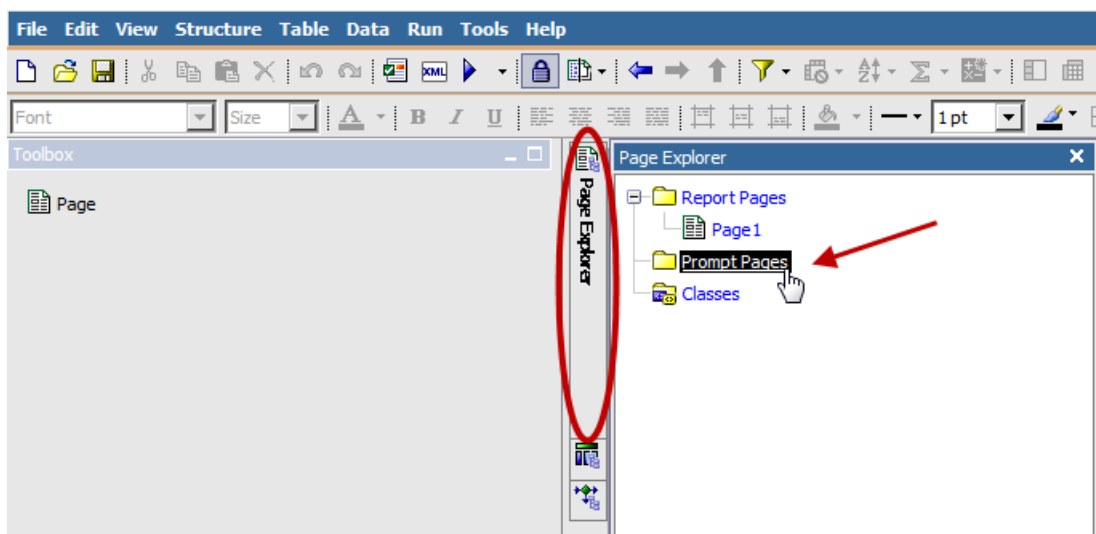 File Edit View Structure Table Data Run Tools Help
XML
Font Size A B I U 1 pt
Toolbox
Page Explorer
Page Explorer
Page
Report Pages
Page1
Prompt Pages
Classes